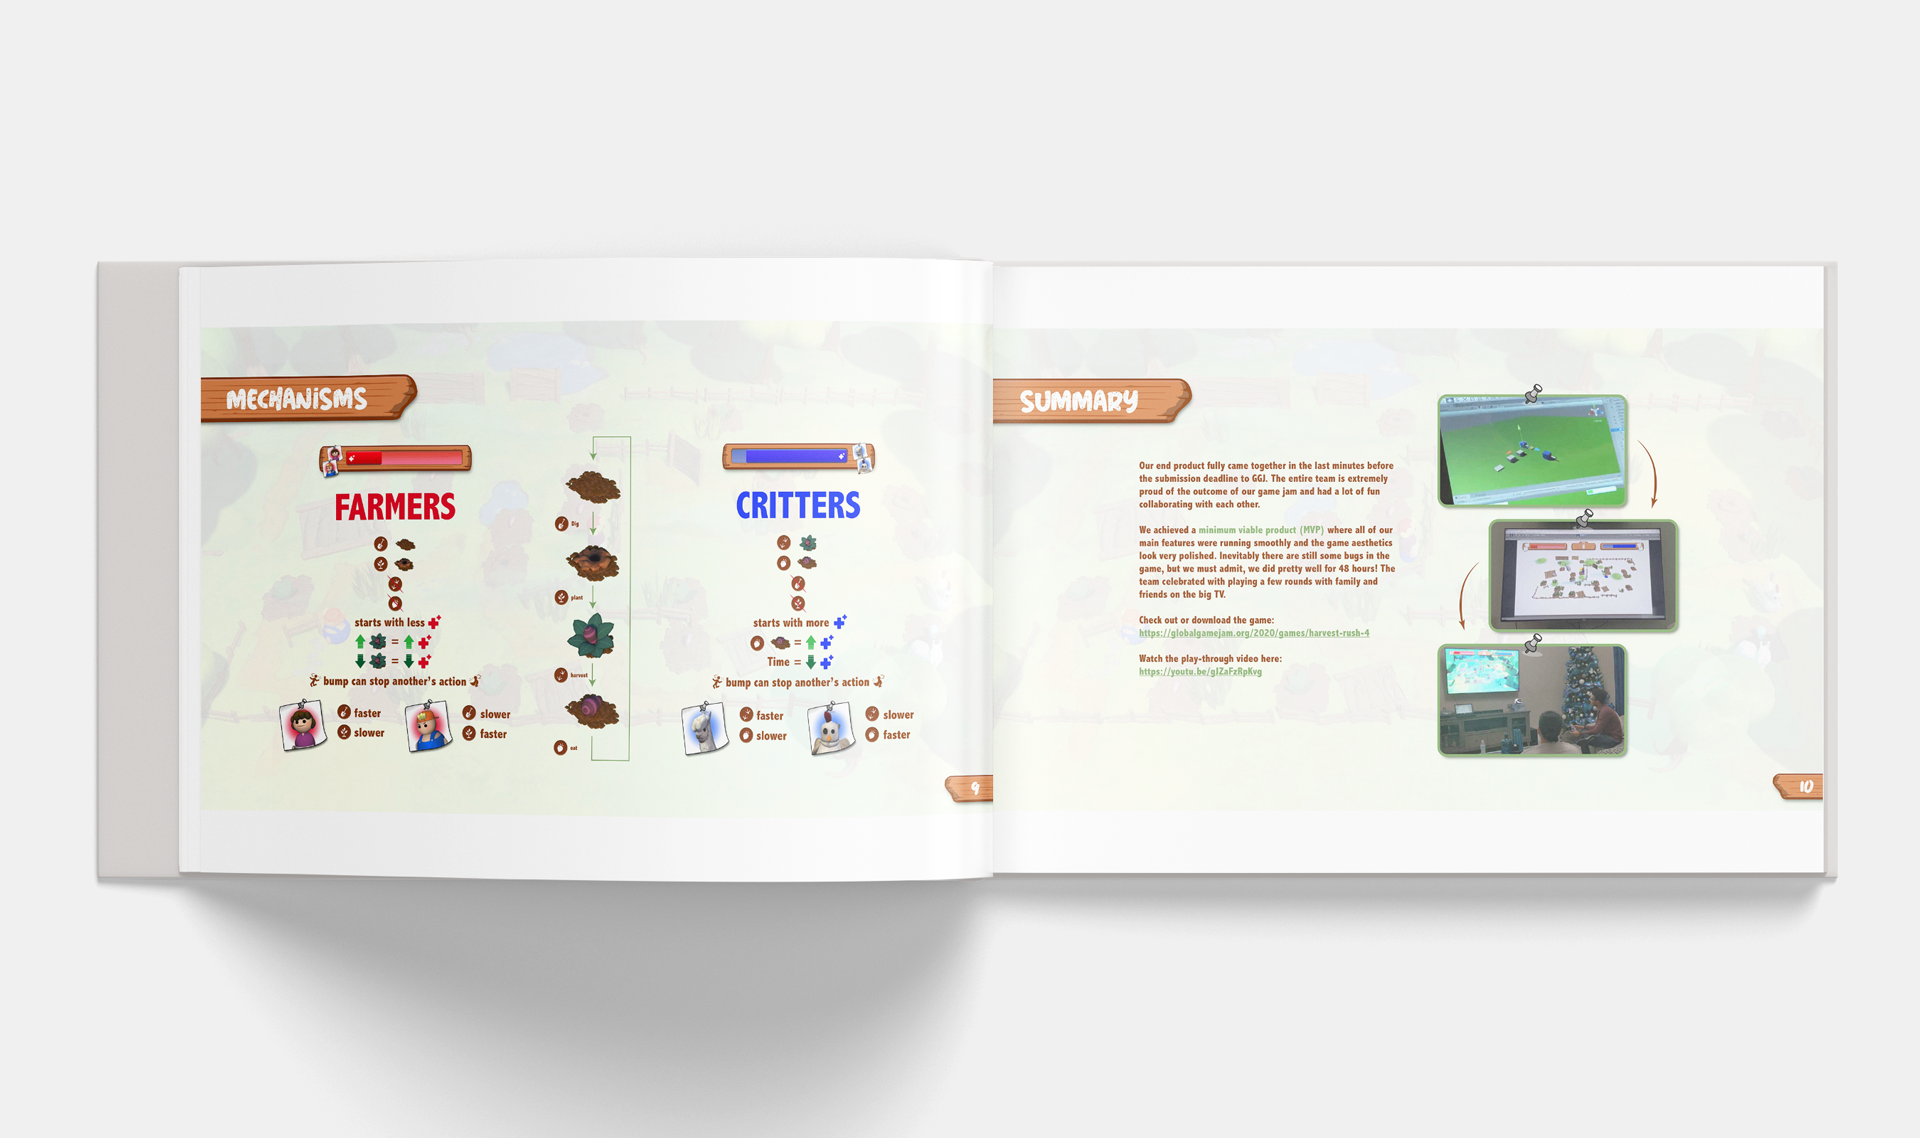 MECHANiSMS
FARMERS
starts with less
=
=
bump can stop another's action
faster
slower
slower
faster
Dig
plant
harvest
eat
CRITTERS
starts with more
=
Time =
bump can stop another's action
faster
slower
slower
faster
9
SUMMARY
Our end product fully came together in the last minutes before
the submission deadline to GGJ. The entire team is extremely
proud of the outcome of our game jam and had a lot of fun
collaborating with each other.
We achieved a minimum viable product (MVP) where all of our
main features were running smoothly and the game aesthetics
look very polished. Inevitably there are still some bugs in the
game, but we must admit, we did pretty well for 48 hours! The
team celebrated with playing a few rounds with family and
friends on the big TV.
Check out or download the game:
https://globalgamejam.org/2020/games/harvest-rush-4
Watch the play-through video here:
https://youtu.be/gJZaFzRpKvg
10